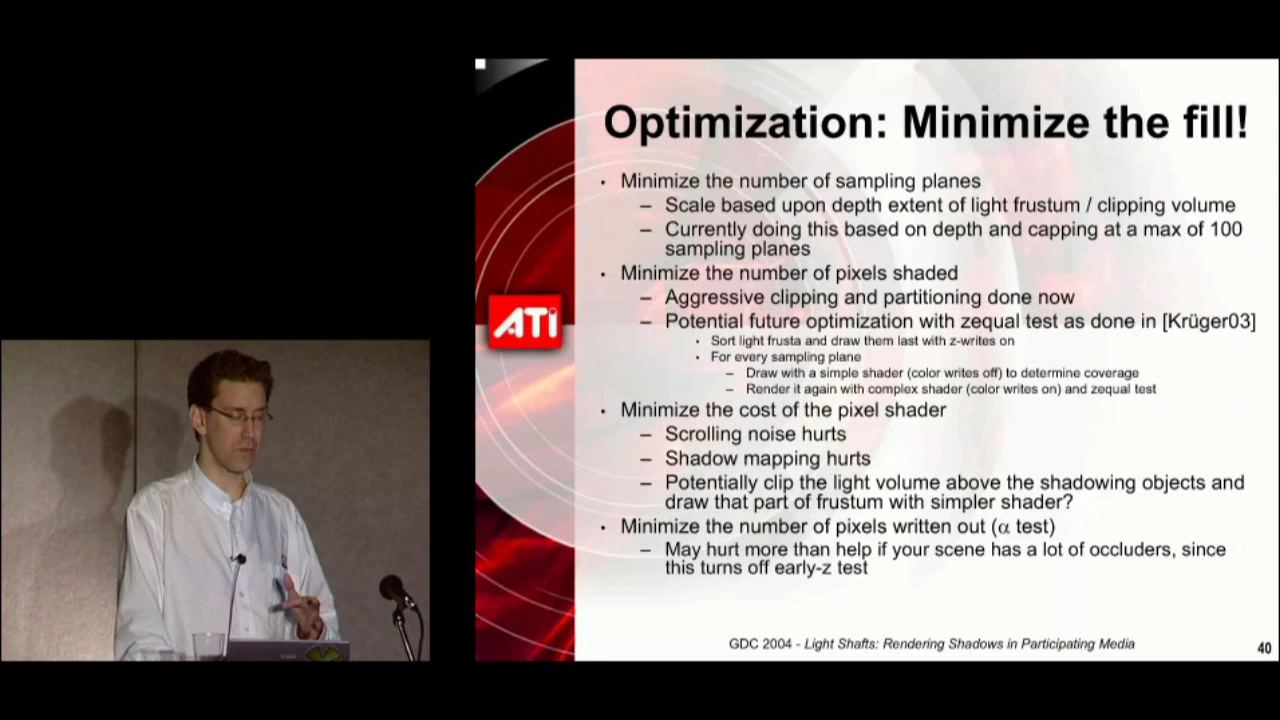 Optimization: Minimize the fill!
• Minimize the number of sampling planes
– Scale based upon depth extent of light frustum / clipping volume
– Currently doing this based on depth and capping at a max of 100
sampling planes
• Minimize the number of pixels shaded
– Aggressive clipping and partitioning done now
– Potential future optimization with zequal test as done in [Krüger03]
• Sort light frusta and draw them last with z-writes on
• For every sampling plane
– Draw with a simple shader (color writes off) to determine coverage
– Render it again with complex shader (color writes on) and zequal test
• Minimize the cost of the pixel shader
– Scrolling noise hurts
– Shadow mapping hurts
– Potentially clip the light volume above the shadowing objects and
draw that part of frustum with simpler shader?
• Minimize the number of pixels written out (α test)
– May hurt more than help if your scene has a lot of occluders, since
this turns off early-z test
ATi
GDC 2004 - Light Shafts: Rendering Shadows in Participating Media
40